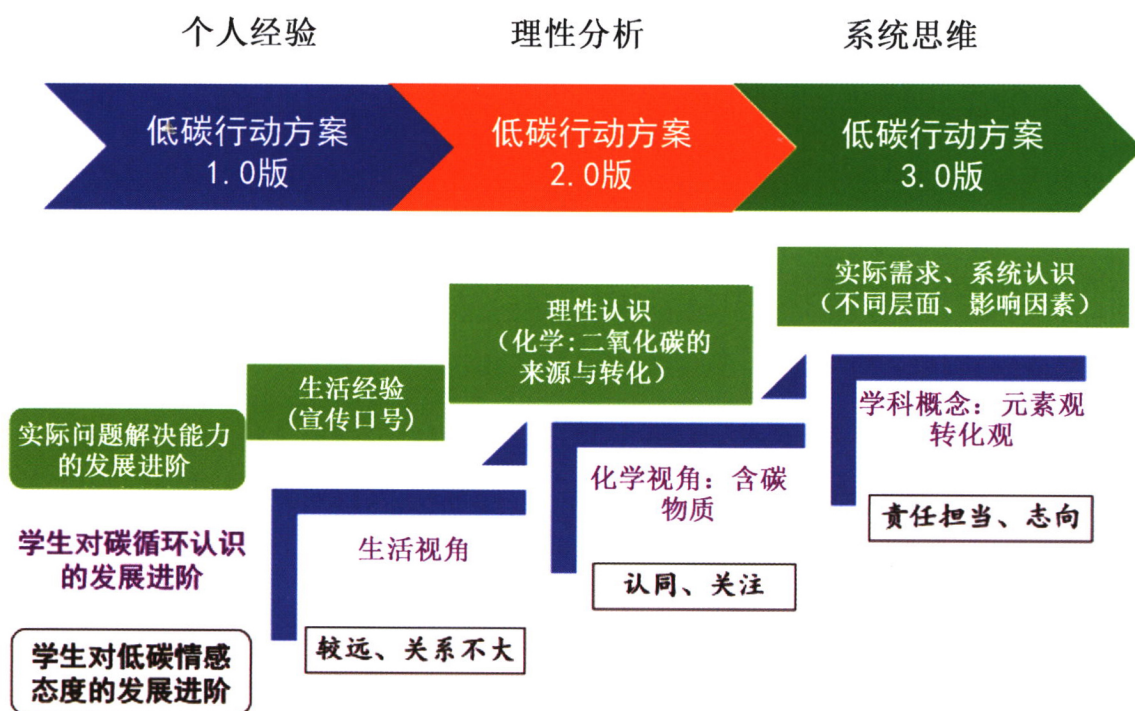 个人经验
理性分析
系统思维
低碳行动方案
1.0版
低碳行动方案
2.0版
低碳行动方案
3.0版
实际需求、系统认识
(不同层面、影响因素)
理性认识
(化学:二氧化碳的
来源与转化)
生活经验
(宣传口号)
实际问题解决能力
的发展进阶
学科概念：元素观
转化观
化学视角：含碳
物质
生活视角
学生对碳循环认识
的发展进阶
责任担当、志向
认同、关注
较远、关系不大
学生对低碳情感
态度的发展进阶